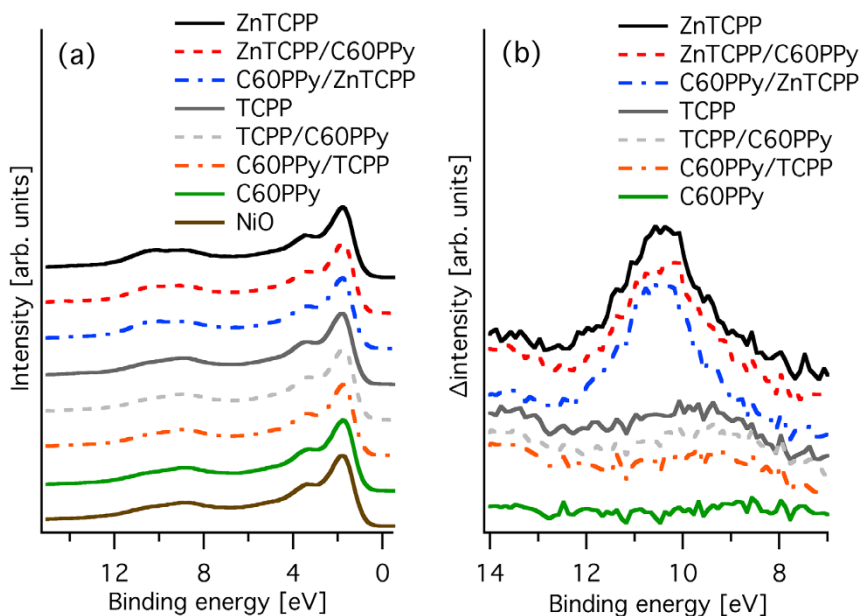 (a)
ZnTCPP
ZnTCPP/C60PPy
C60PPy/ZnTCPP
TCPP
TCPP/C60PPy
C60PPy/TCPP
C60PPy
NiO
Intensity [arb. units]
12
8
4
0
Binding energy [eV]
(b)
ZnTCPP
ZnTCPP/C60PPy
C60PPy/ZnTCPP
TCPP
TCPP/C60PPy
C60PPy/TCPP
C60PPy
Δintensity [arb. units]
14
12
10
8
Binding energy [eV]